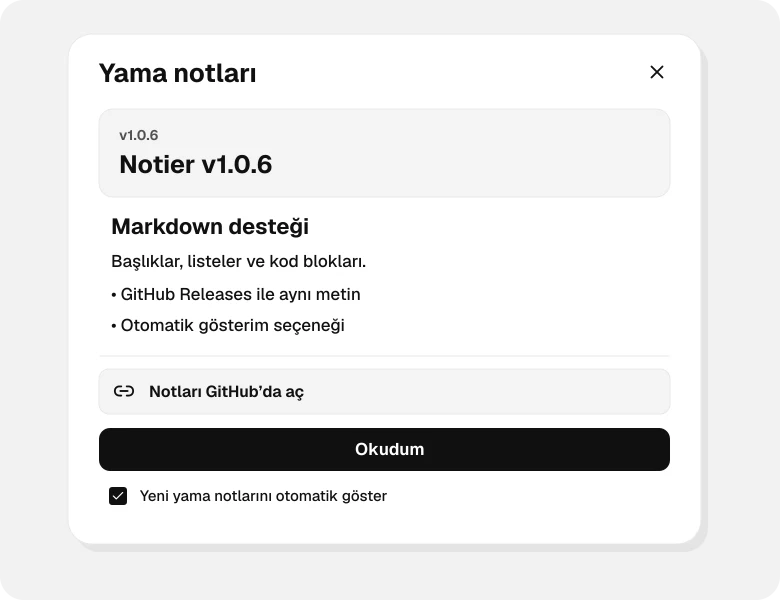 Yama notları
v1.0.6
Notier v1.0.6
Markdown desteği
Başlıklar, listeler ve kod blokları.
• GitHub Releases ile aynı metin
• Otomatik gösterim seçeneği
Notları GitHub’da aç
Okudum
Yeni yama notlarını otomatik göster